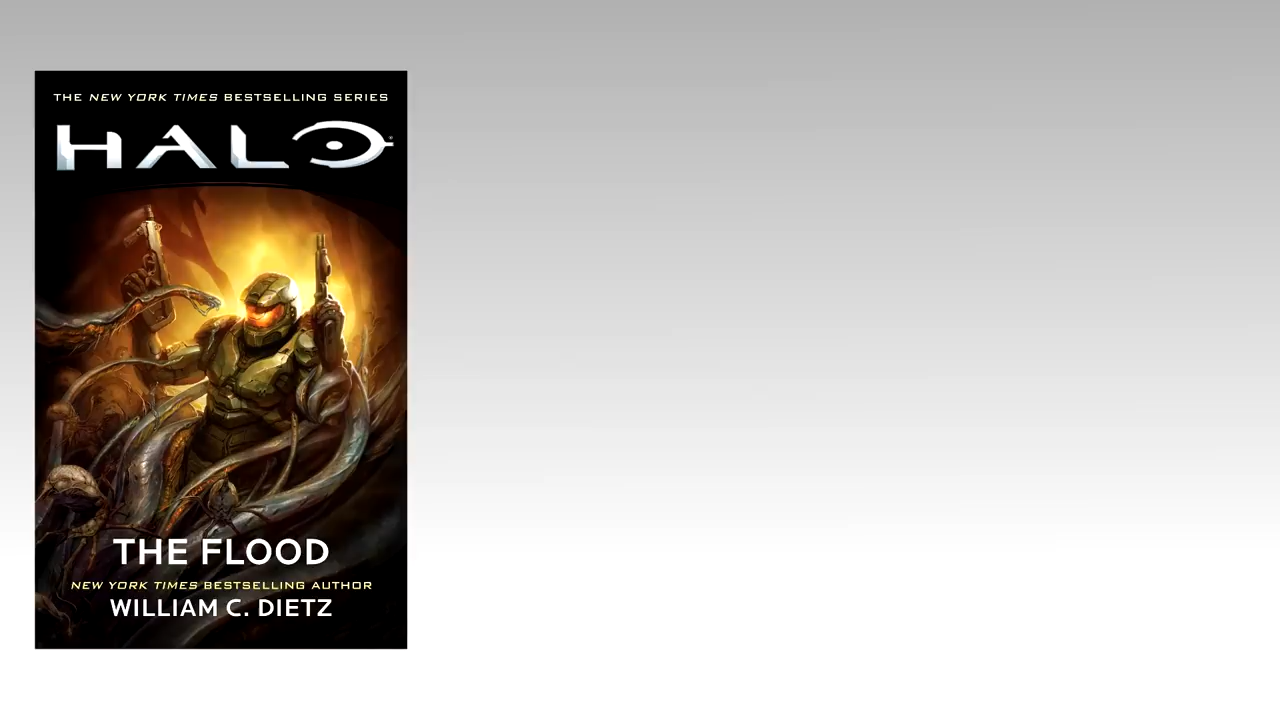 THE NEW YORK TIMES BESTSELLING SERIES
HALO
THE FLOOD
NEW YORK TIMES BESTSELLING AUTHOR
WILLIAM C. DIETZ